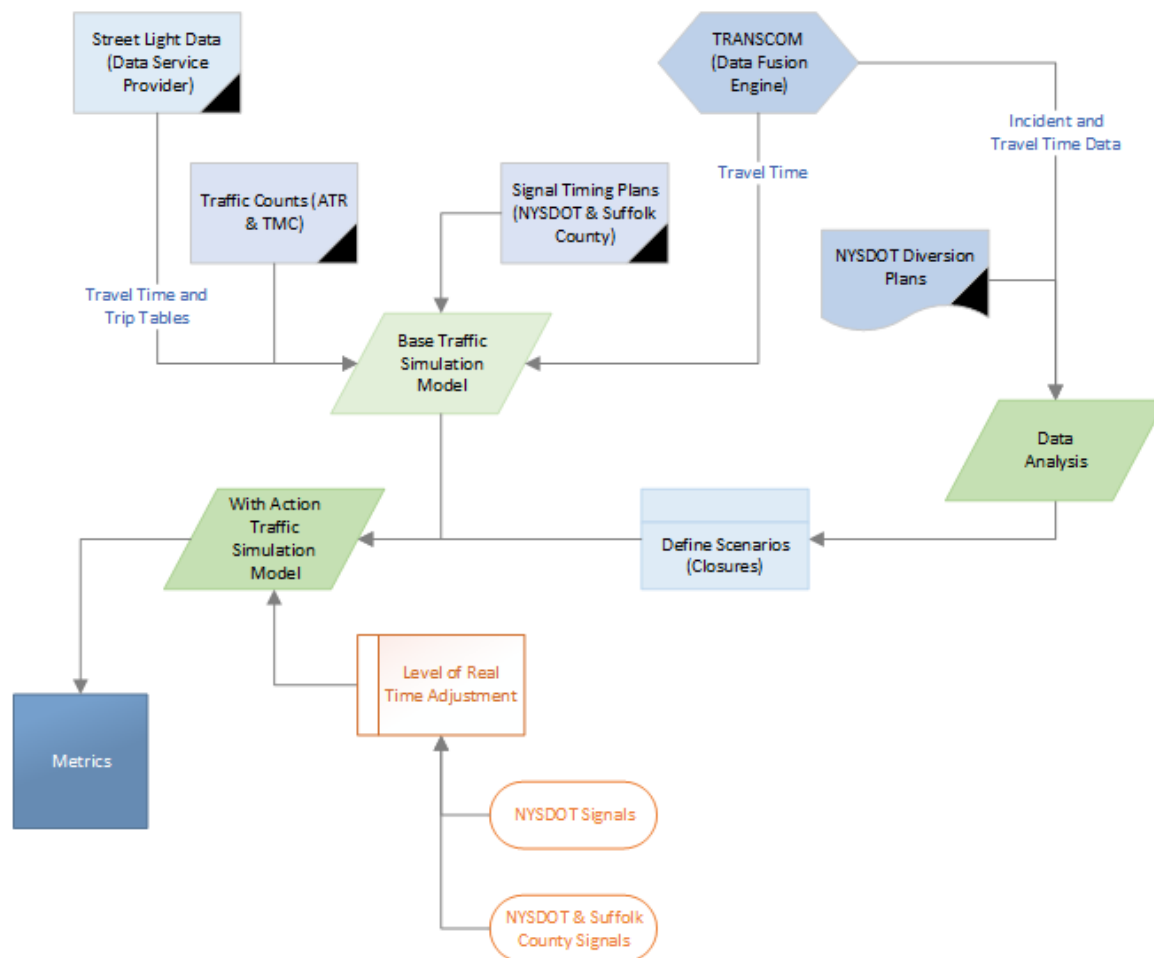 Street Light Data
(Data Service
Provider)
TRANSCOM
(Data Fusion
Engine)
Incident and
Travel Time Data
Travel Time
Traffic Counts (ATR
& TMC)
Signal Timing Plans
(NYSDOT & Suffolk
County)
NYSDOT Diversion
Plans
Travel Time and
Trip Tables
Base Traffic
Simulation
Model
Data
Analysis
With Action
Traffic
Simulation
Model
Define Scenarios
(Closures)
Level of Real
Time Adjustment
Metrics
NYSDOT Signals
NYSDOT & Suffolk
County Signals